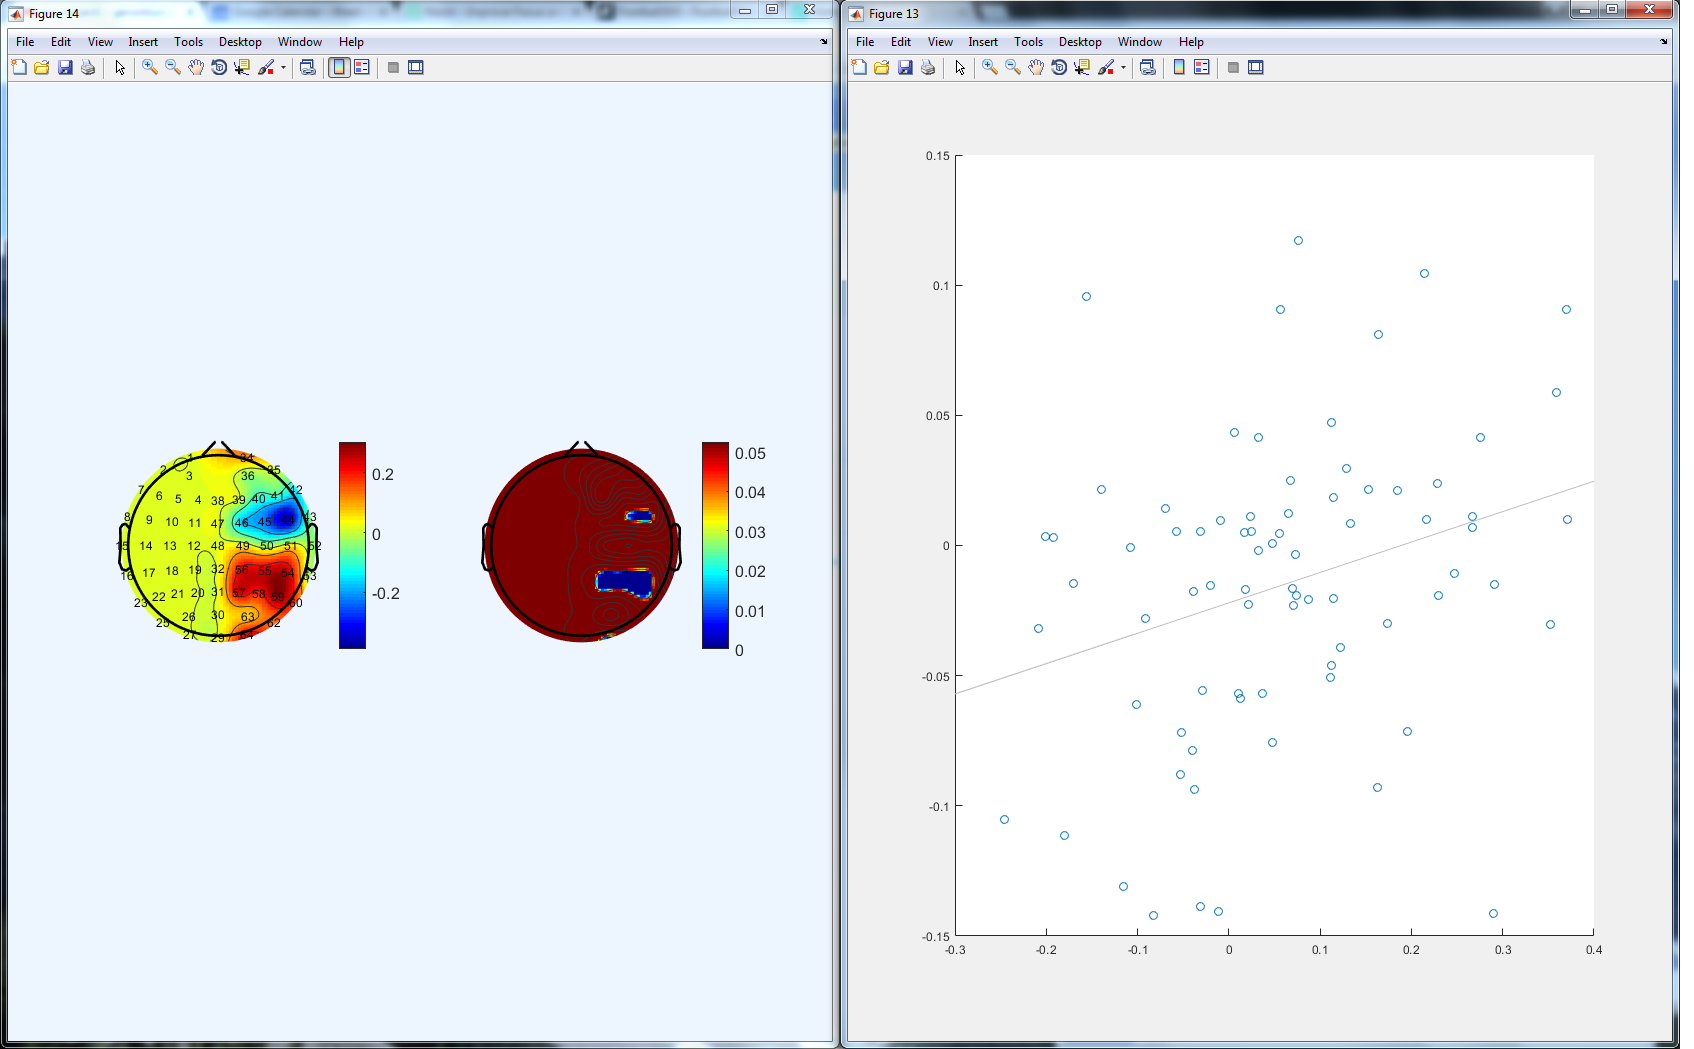 Figure 14
File Edit View Insert Tools Desktop Window Help
1 34
2 3 36 35
7 6 5 4 38 39 40 41 42
8 9 10 11 47 46 45 44 43
15 14 13 12 48 49 50 51 52
16 17 18 19 32 56 55 54 53
23 22 21 20 31 57 58 59 60
25 26 30 63 62
27 29 64
0.2
0
-0.2
0.05
0.04
0.03
0.02
0.01
0
Figure 13
File Edit View Insert Tools Desktop Window Help
0.15
0.1
0.05
0
-0.05
-0.1
-0.15
-0.3 -0.2 -0.1 0 0.1 0.2 0.3 0.4